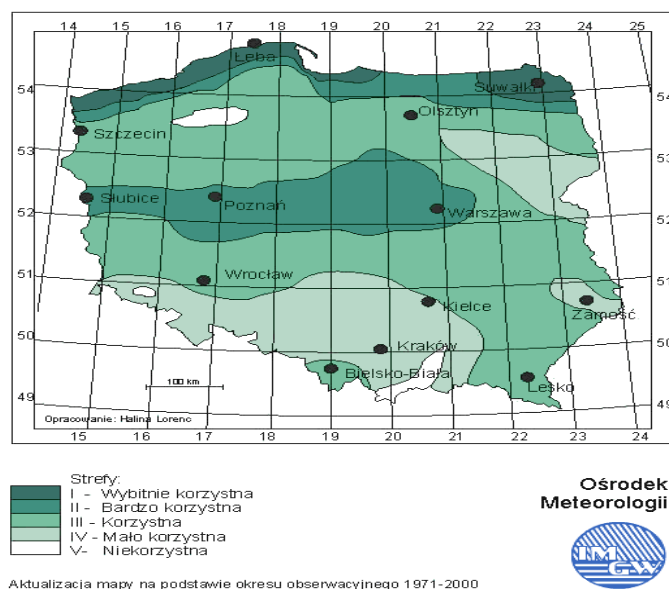 14 15 16 17 18 19 20 21 22 23
Łeba
Suwałki
54 54
Olsztyn
Szczecin
53 53
Słubice
Poznań
Warszawa
52 52
51 51
Wrocław
Kielce
Zamość
50 50
Kraków
Bielsko-Biała
Lesko
100 km
49 49
Opracowanie: Halina Lorenc
15 16 17 18 19 20 21 22 23 24
Strefy:
I - Wybitnie korzystna
II - Bardzo korzystna
III - Korzystna
IV - Mało korzystna
V- Niekorzystna
Ośrodek
Meteorologii
IM
GW
Aktualizacja mapy na podstawie okresu obserwacyjnego 1971-2000